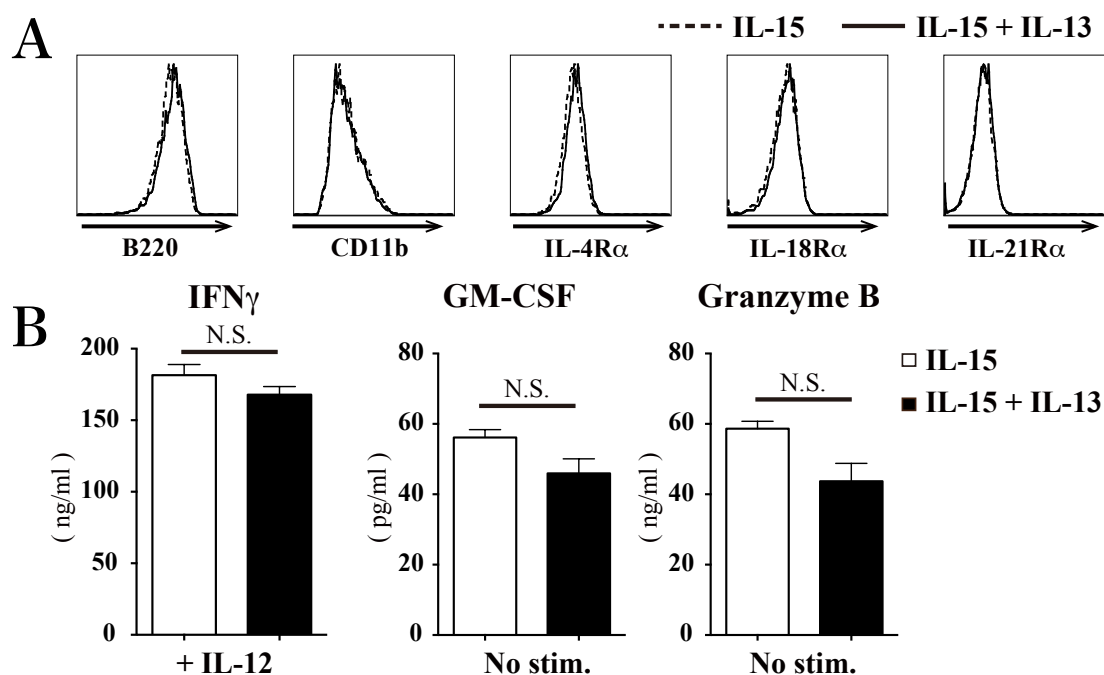 A
IL-15 IL-15 + IL-13
B220 CD11b IL-4Rα IL-18Rα IL-21Rα
B
IFNγ GM-CSF Granzyme B
N.S. N.S. N.S.
IL-15
IL-15 + IL-13
200
150
100
50
0
( ng/ml )
+ IL-12
80
60
40
20
0
( pg/ml )
No stim.
80
60
40
20
0
( ng/ml )
No stim.